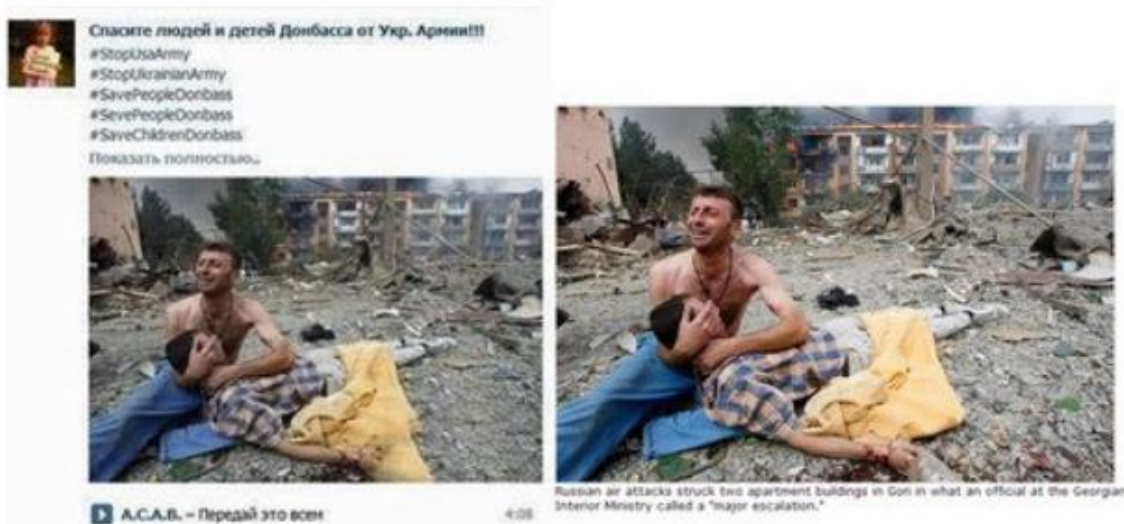 Спасите людей и детей Донбасса от Укр. Армии!!!
#StopUsaArmy
#StopUkrainianArmy
#SavePeopleDonbass
#SevePeopleDonbass
#SaveChildrenDonbass
Показать полностью..
A.C.A.B. – Передай это всем 4:08
Russian air attacks struck two apartment buildings in Gori in what an official at the Georgian
Interior Ministry called a "major escalation."